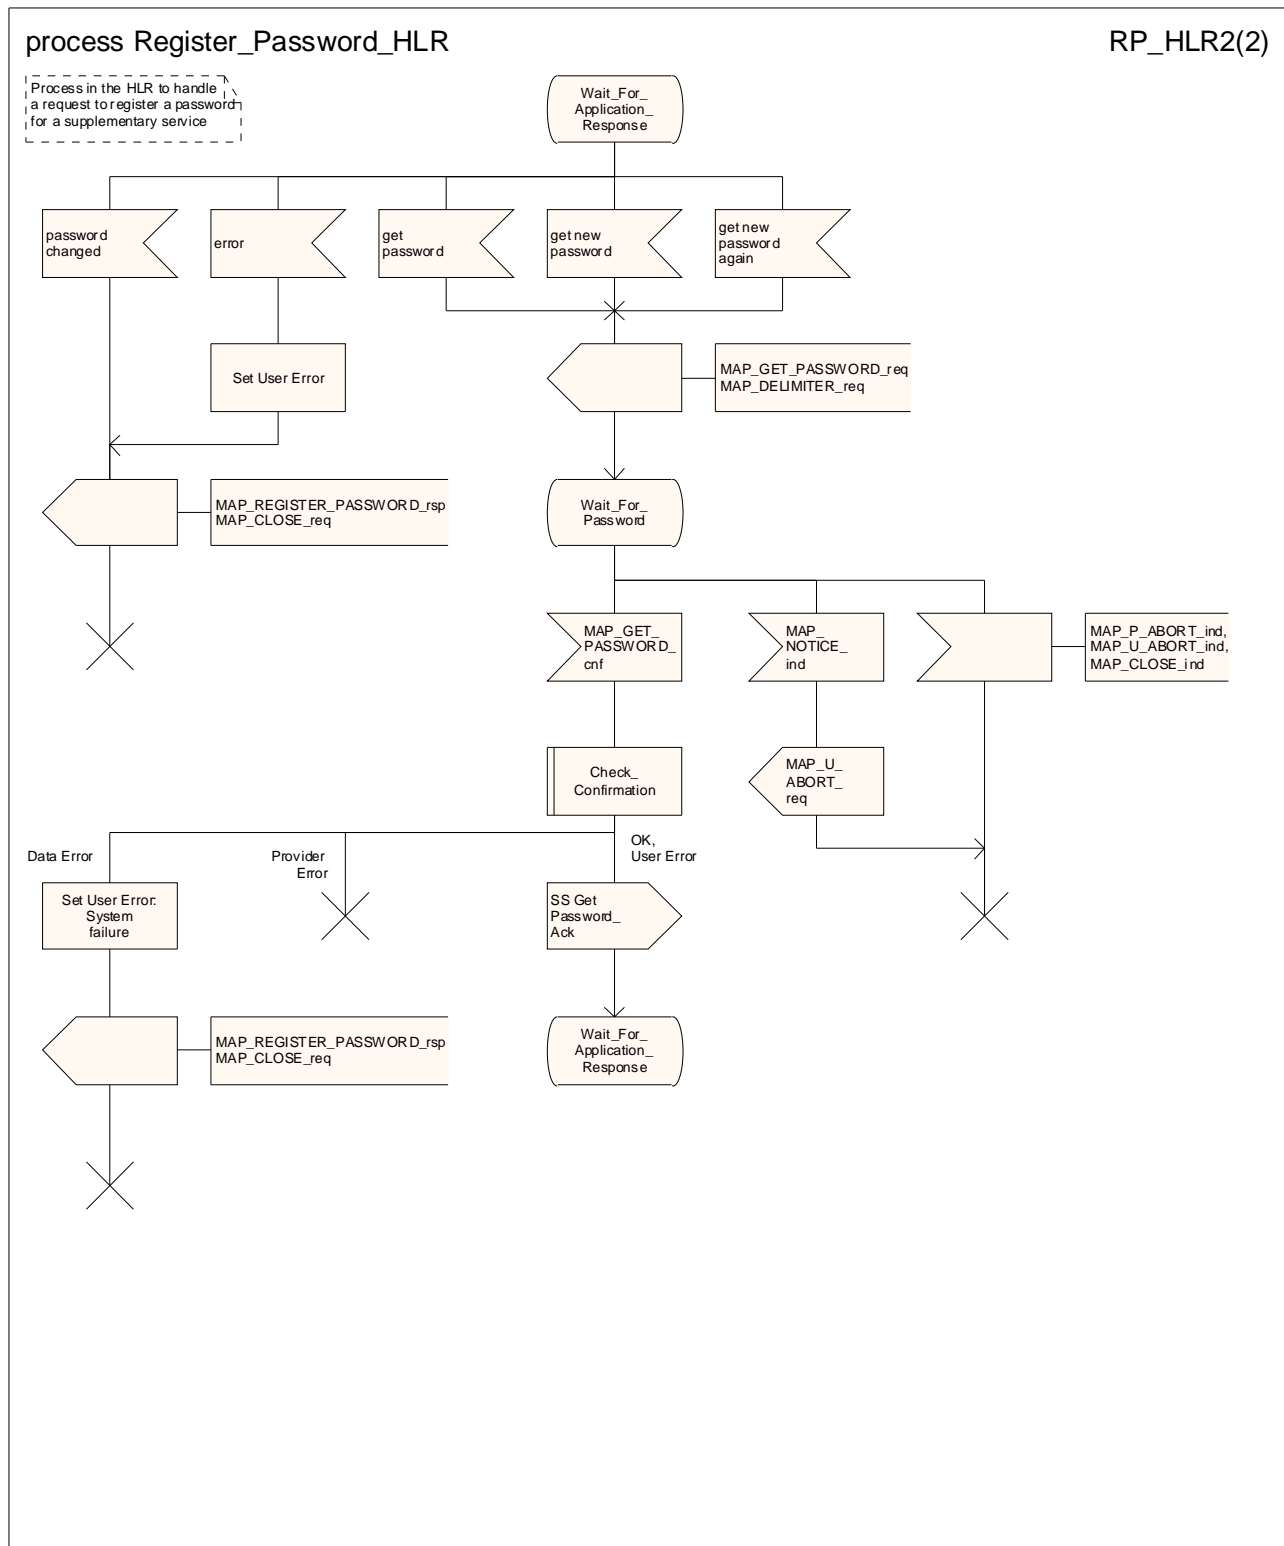 process Register_Password_HLR
RP_HLR2(2)
Process in the HLR to handle
a request to register a password
for a supplementary service
Wait_For_
Application_
Response
password
changed
error
get
password
get new
password
get new
password
again
Set User Error
MAP_GET_PASSWORD_req
MAP_DELIMITER_req
MAP_REGISTER_PASSWORD_rsp
MAP_CLOSE_req
Wait_For_
Password
MAP_GET_
PASSWORD_
cnf
MAP_
NOTICE_
ind
MAP_P_ABORT_ind,
MAP_U_ABORT_ind,
MAP_CLOSE_ind
Check_
Confirmation
MAP_U_
ABORT_
req
Data Error
Provider
Error
OK,
User Error
Set User Error:
System
failure
SS Get
Password_
Ack
MAP_REGISTER_PASSWORD_rsp
MAP_CLOSE_req
Wait_For_
Application_
Response